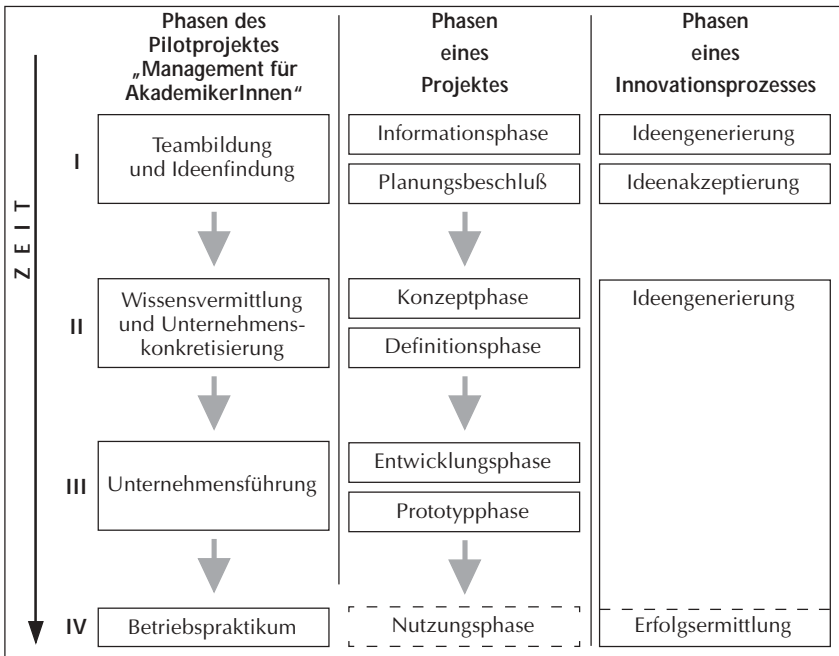 Phasen des
Pilotprojektes
„Management für
AkademikerInnen“
Phasen
eines
Projektes
Phasen
eines
Innovationsprozesses
ZEIT
I
Teambildung
und Ideenfindung
Informationsphase
Planungsbeschluß
Ideengenerierung
Ideenakzeptierung
II
Wissensvermittlung
und Unternehmens-
konkretisierung
Konzeptphase
Definitionsphase
Ideengenerierung
III
Unternehmensführung
Entwicklungsphase
Prototypphase
IV
Betriebspraktikum
Nutzungsphase
Erfolgsermittlung